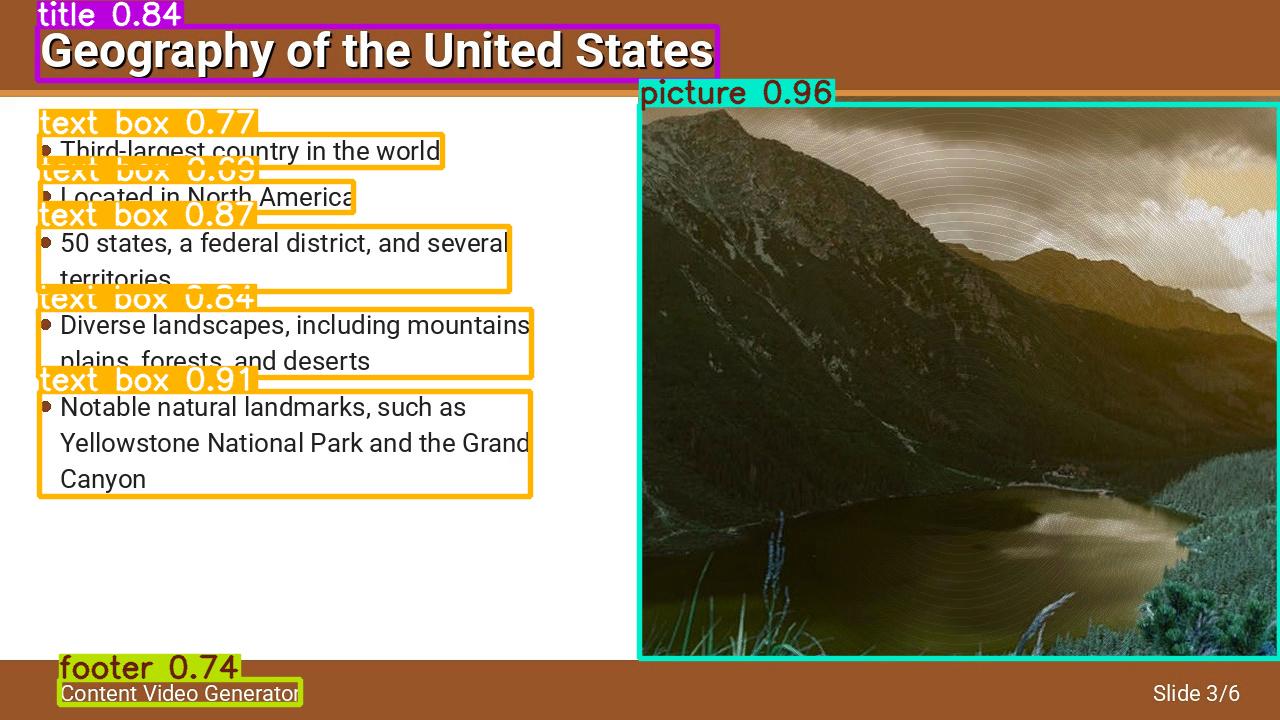 title 0.84
Geography of the United States
picture 0.96
text box 0.77
• Third-largest country in the world
text box 0.69
• Located in North America
text box 0.87
• 50 states, a federal district, and several
territories
text box 0.84
• Diverse landscapes, including mountains
plains, forests, and deserts
text box 0.91
• Notable natural landmarks, such as
Yellowstone National Park and the Grand
Canyon
footer 0.74
Content Video Generator
Slide 3/6